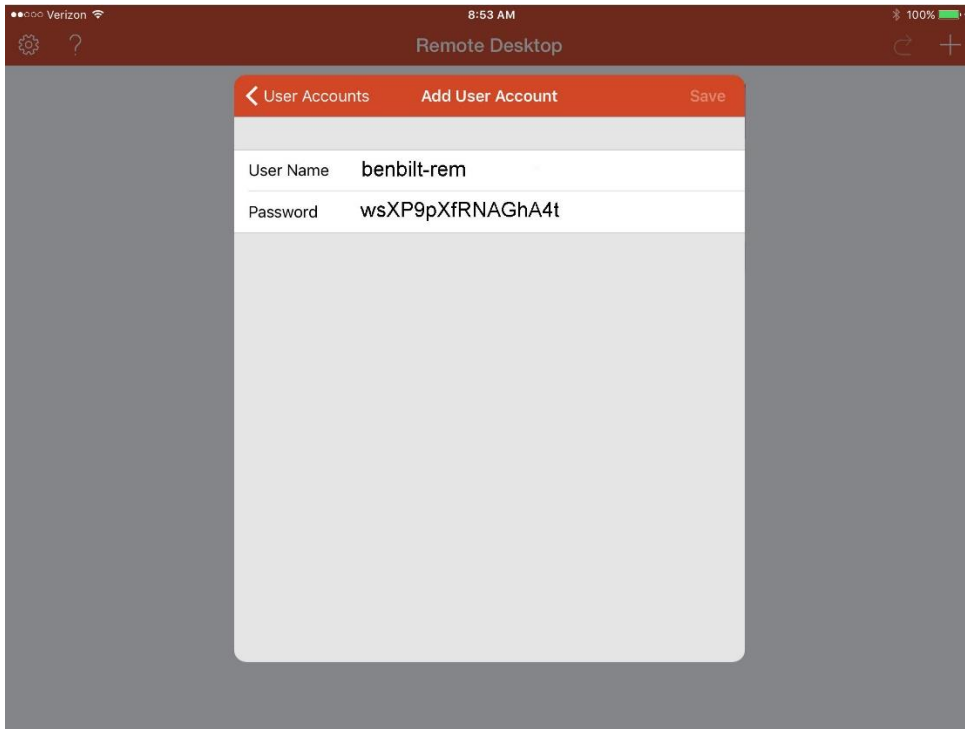 Verizon 8:53 AM 100%
? Remote Desktop +
User Accounts Add User Account Save
User Name benbilt-rem
Password wsXP9pXfRNAGhA4t